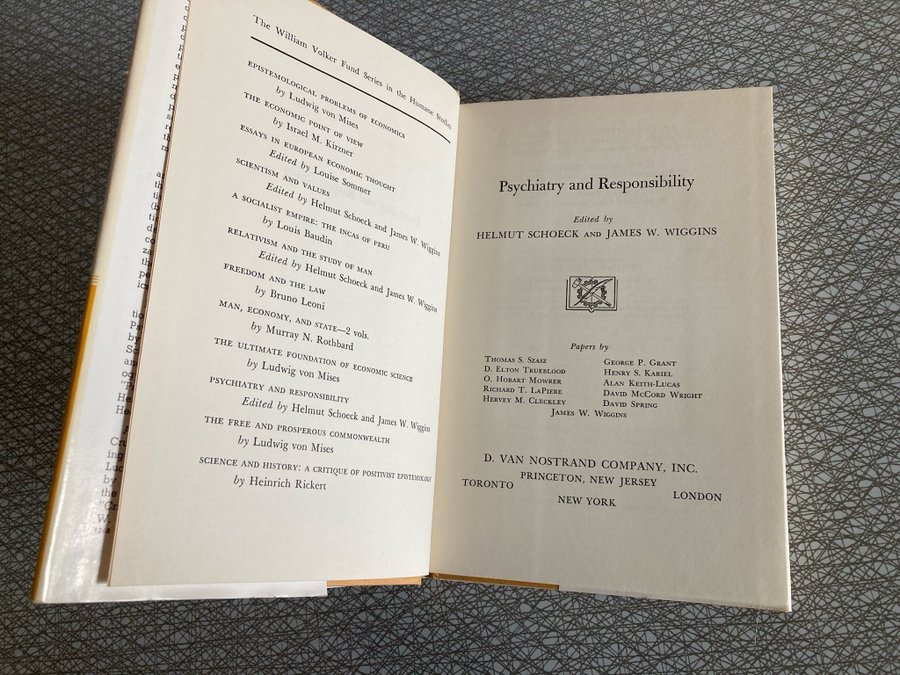 The William Volker Fund Series in the Humane Studies
EPISTEMOLOGICAL PROBLEMS OF ECONOMICS
by Ludwig von Mises
THE ECONOMIC POINT OF VIEW
by Israel M. Kirzner
ESSAYS IN EUROPEAN ECONOMIC THOUGHT
Edited by Louise Sommer
SCIENTISM AND VALUES
Edited by Helmut Schoeck and James W. Wiggins
A SOCIALIST EMPIRE: THE INCAS OF PERU
by Louis Baudin
RELATIVISM AND THE STUDY OF MAN
Edited by Helmut Schoeck and James W. Wiggins
FREEDOM AND THE LAW
by Bruno Leoni
MAN, ECONOMY, AND STATE—2 vols.
by Murray N. Rothbard
THE ULTIMATE FOUNDATION OF ECONOMIC SCIENCE
by Ludwig von Mises
PSYCHIATRY AND RESPONSIBILITY
Edited by Helmut Schoeck and James W. Wiggins
THE FREE AND PROSPEROUS COMMONWEALTH
by Ludwig von Mises
SCIENCE AND HISTORY: A CRITIQUE OF POSITIVIST EPISTEMOLOGY
by Heinrich Rickert
Psychiatry and Responsibility
Edited by
HELMUT SCHOECK AND JAMES W. WIGGINS
Papers by
THOMAS S. SZASZ
D. ELTON TRUEBLOOD
O. HOBART MOWRER
RICHARD T. LAPIERE
HERVEY M. CLECKLEY
GEORGE P. GRANT
HENRY S. KARIEL
ALAN KEITH-LUCAS
DAVID MCCORD WRIGHT
DAVID SPRING
JAMES W. WIGGINS
D. VAN NOSTRAND COMPANY, INC.
PRINCETON, NEW JERSEY
TORONTO
LONDON
NEW YORK